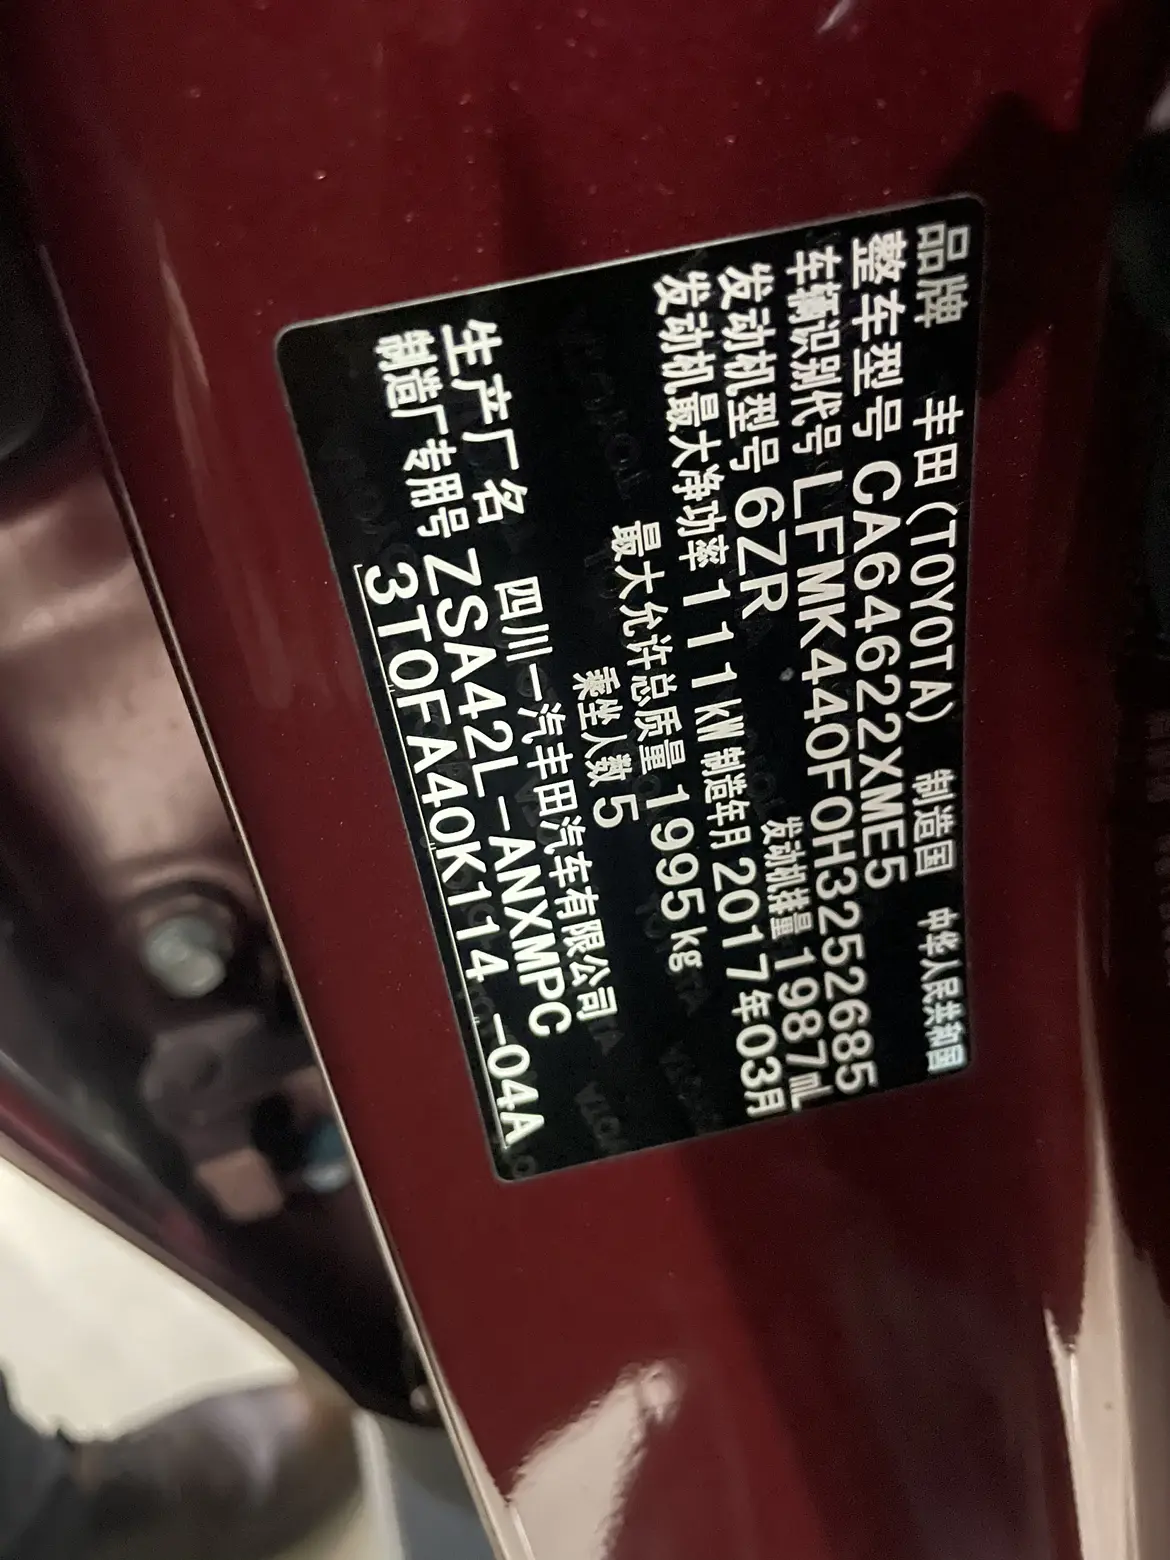 品牌 丰田(TOYOTA) 制造国 中华人民共和国
整车型号 CA64622XME5
车辆识别代号 LFMK440F0H3252685
发动机型号 6ZR 发动机排量 1987mL
发动机最大净功率 111kW 制造年月 2017年03月
最大允许总质量 1995kg
乘坐人数 5
生产厂名 四川一汽丰田汽车有限公司
制造厂专用号 ZSA42L-ANXMPC
3T0FA40K114 -04A